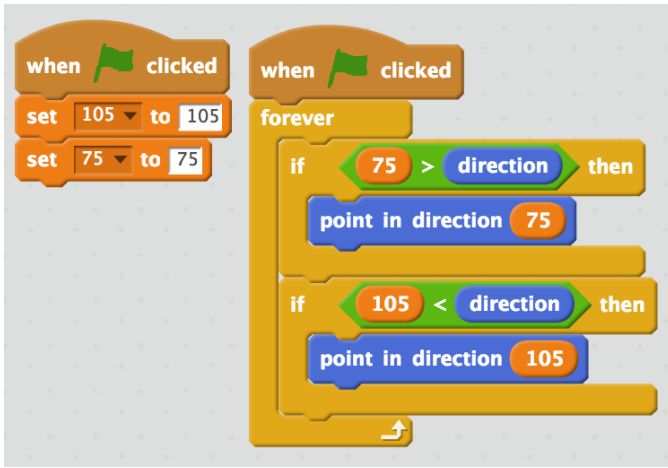 when clicked
set 105 to 105
set 75 to 75
when clicked
forever
if 75 > direction then
point in direction 75
if 105 < direction then
point in direction 105